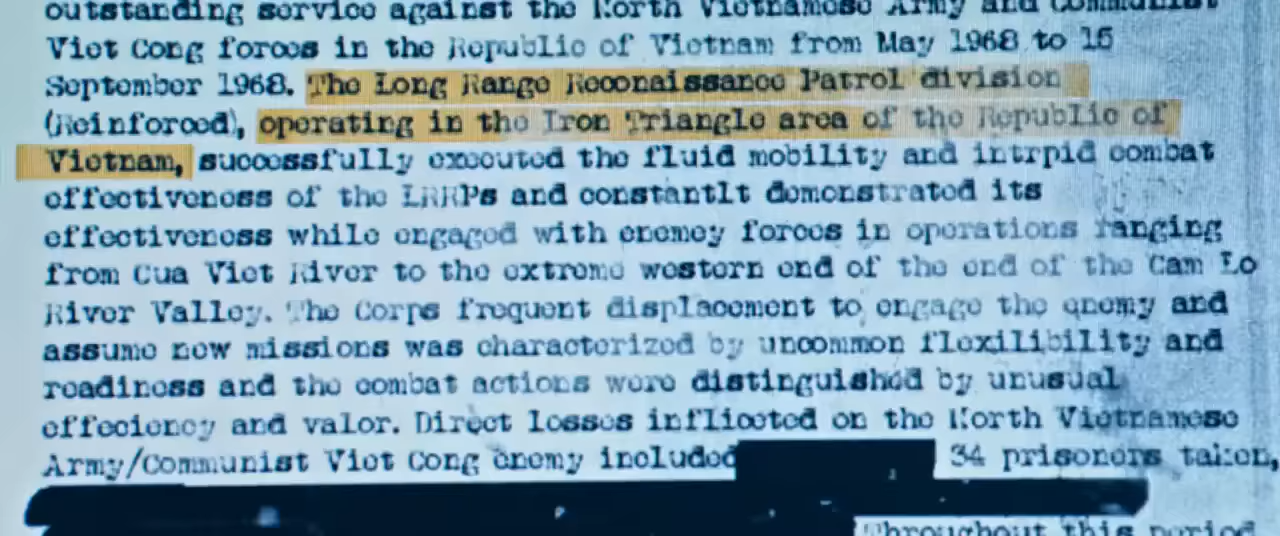 outstanding service against the North Vietnamese Army and Communist
Viet Cong forces in the Republic of Vietnam from May 1968 to 15
September 1968. The Long Range Reconaissance Patrol division
(Reinforced), operating in the Iron Triangle area of the Republic of
Vietnam, successfully executed the fluid mobility and intrpid combat
effectiveness of the LRRPs and constantlt demonstrated its
effectiveness while engaged with enemey forces in operations ranging
from Cua Viet River to the extreme western end of the end of the Cam Lo
River Valley. The Corps frequent displacement to engage the enemy and
assume new missions was characterized by uncommon flexilibility and
readiness and the combat actions were distinguished by unusual
effeciency and valor. Direct losses infliceted on the North Vietnamese
Army/Communist Viet Cong enemy included 34 prisoners taken,
Throughout this period